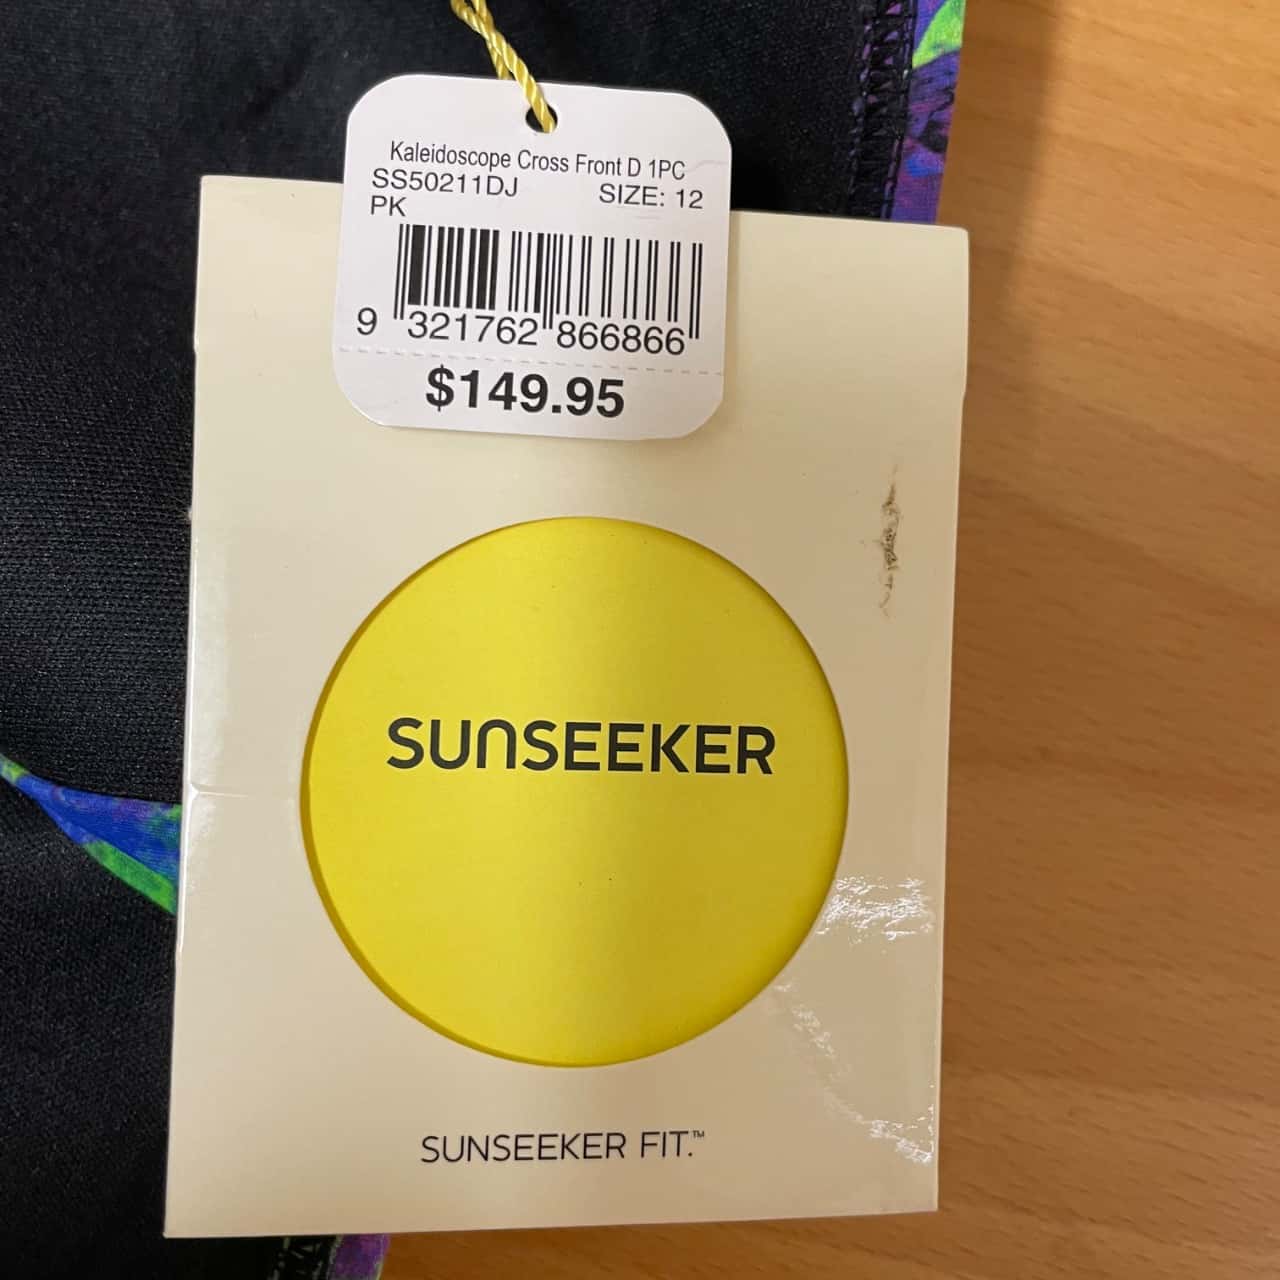 Kaleidoscope Cross Front D 1PC
SS50211DJ SIZE: 12
PK
9 321762 866866
$149.95
SUNSEEKER
SUNSEEKER FIT.™